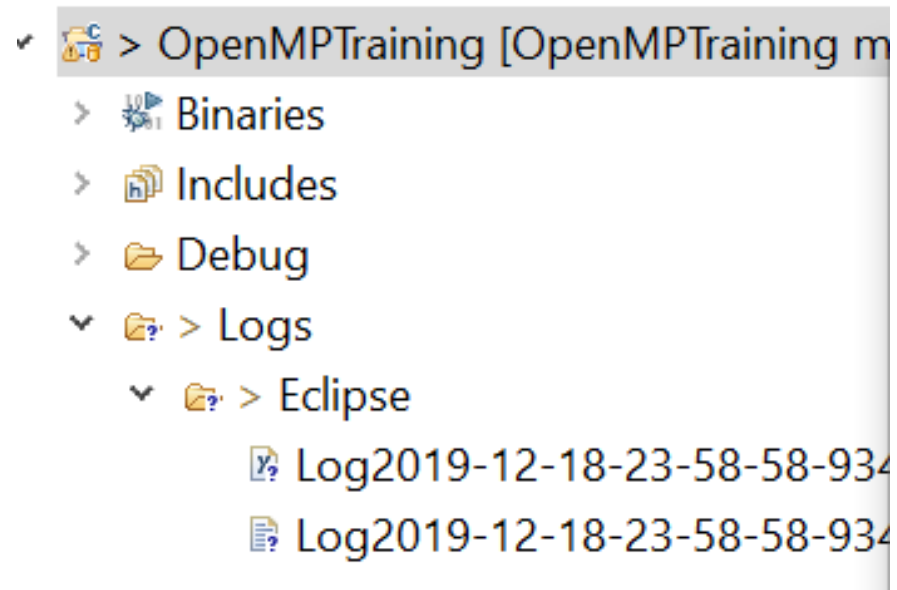 > OpenMPTraining [OpenMPTraining m
Binaries
Includes
Debug
> Logs
> Eclipse
Log2019-12-18-23-58-58-934
Log2019-12-18-23-58-58-934